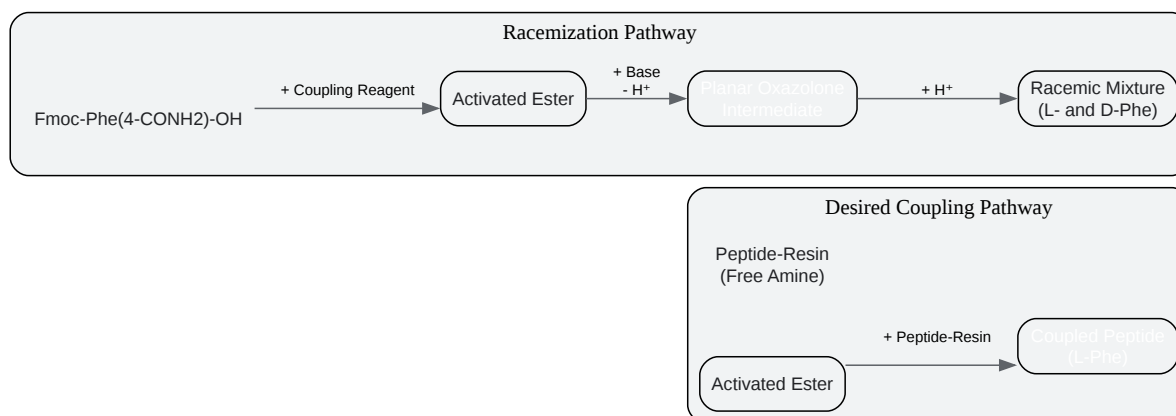 Racemization Pathway
Fmoc-Phe(4-CONH2)-OH
+ Coupling Reagent
Activated Ester
+ Base
- H⁺
Planar Oxazolone
Intermediate
+ H⁺
Racemic Mixture
(L- and D-Phe)
Desired Coupling Pathway
Peptide-Resin
(Free Amine)
Activated Ester
+ Peptide-Resin
Coupled Peptide
(L-Phe)